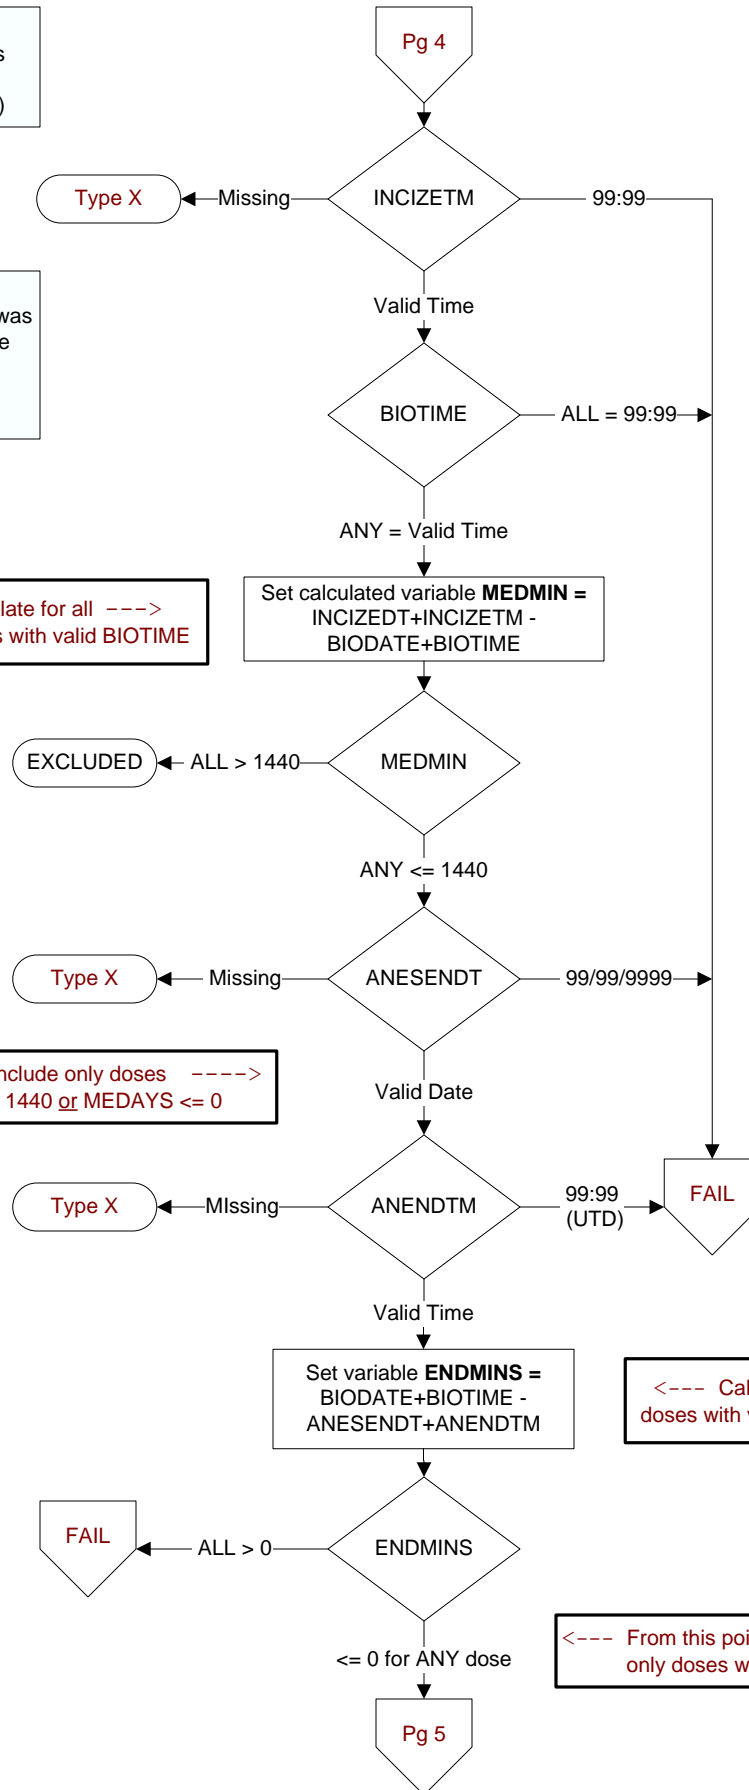 s
)
Pg 4
Type X
Missing
INCIZETM
99:99
Valid Time
was
e
BIOTIME
ALL = 99:99
ANY = Valid Time
late for all --->
s with valid BIOTIME
Set calculated variable MEDMIN =
INCIZEDT+INCIZETM -
BIODATE+BIOTIME
EXCLUDED
ALL > 1440
MEDMIN
ANY <= 1440
Type X
Missing
ANESENDT
99/99/9999
nclude only doses ---->
1440 or MEDAYS <= 0
Valid Date
Type X
MIssing
ANENDTM
99:99
(UTD)
FAIL
Valid Time
Set variable ENDMINS =
BIODATE+BIOTIME -
ANESENDT+ANENDTM
<--- Cal
doses with v
FAIL
ALL > 0
ENDMINS
<= 0 for ANY dose
<--- From this poi
only doses w
Pg 5